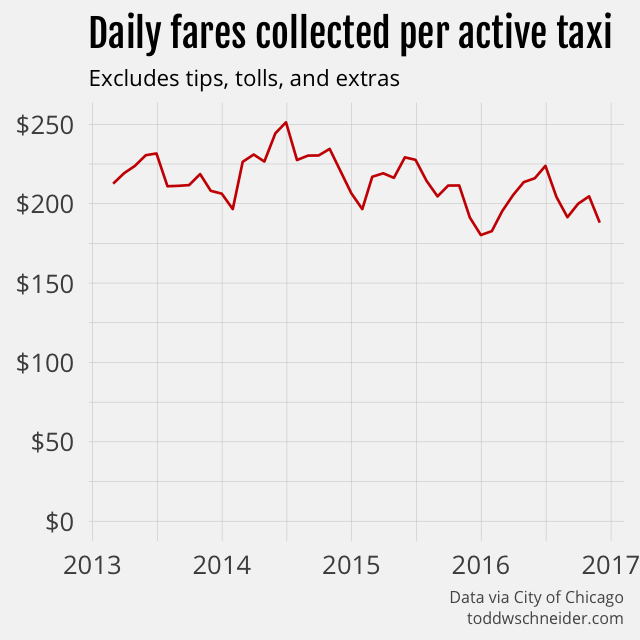 Daily fares collected per active taxi
Excludes tips, tolls, and extras
$250
$200
$150
$100
$50
$0
2013 2014 2015 2016 2017
Data via City of Chicago
toddwschneider.com